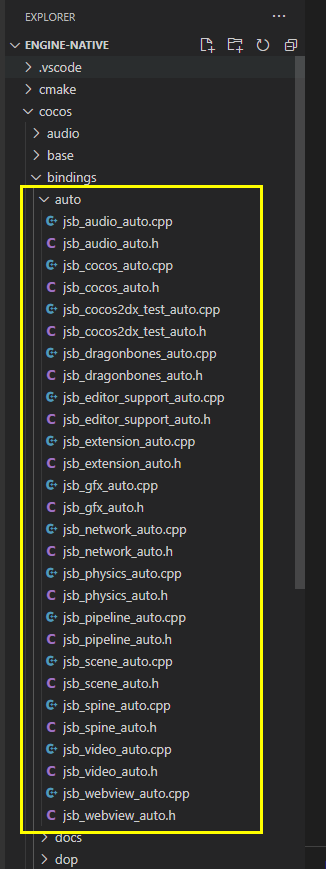 EXPLORER
ENGINE-NATIVE
.vscode
cmake
cocos
audio
base
bindings
auto
jsb_audio_auto.cpp
jsb_audio_auto.h
jsb_cocos_auto.cpp
jsb_cocos_auto.h
jsb_cocos2dx_test_auto.cpp
jsb_cocos2dx_test_auto.h
jsb_dragonbones_auto.cpp
jsb_dragonbones_auto.h
jsb_editor_support_auto.cpp
jsb_editor_support_auto.h
jsb_extension_auto.cpp
jsb_extension_auto.h
jsb_gfx_auto.cpp
jsb_gfx_auto.h
jsb_network_auto.cpp
jsb_network_auto.h
jsb_physics_auto.cpp
jsb_physics_auto.h
jsb_pipeline_auto.cpp
jsb_pipeline_auto.h
jsb_scene_auto.cpp
jsb_scene_auto.h
jsb_spine_auto.cpp
jsb_spine_auto.h
jsb_video_auto.cpp
jsb_video_auto.h
jsb_webview_auto.cpp
jsb_webview_auto.h
docs
dop